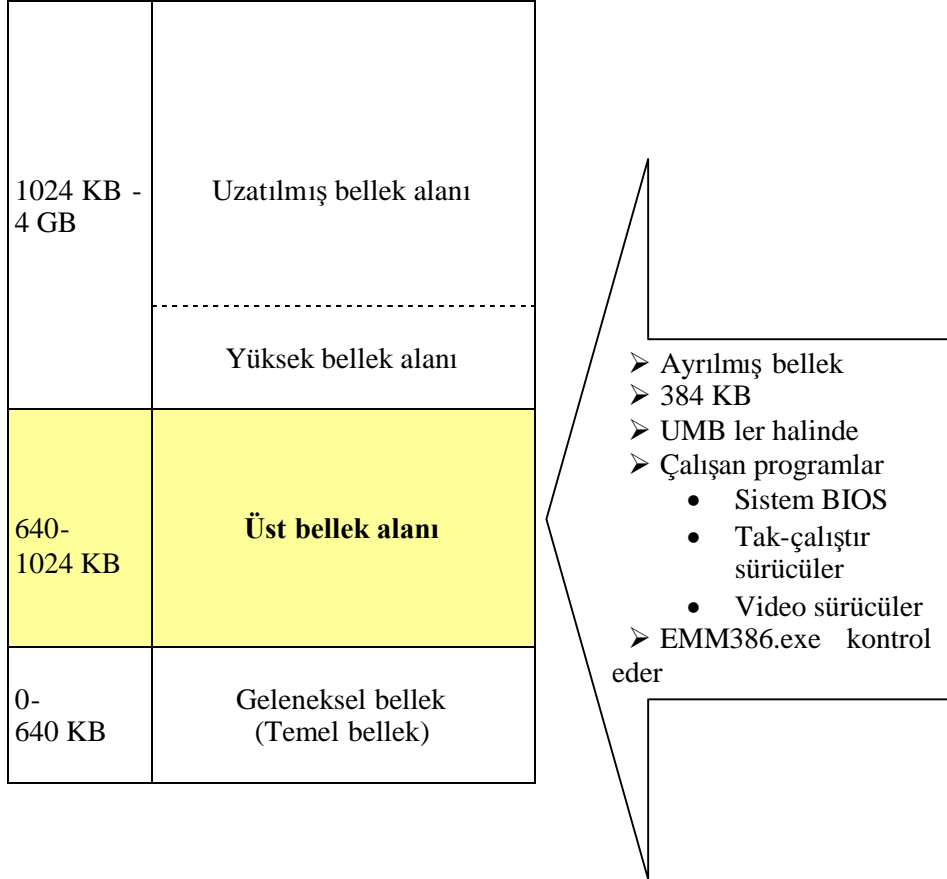 1024 KB -
4 GB
Uzatılmış bellek alanı
Yüksek bellek alanı
640-
1024 KB
Üst bellek alanı
0-
640 KB
Geleneksel bellek
(Temel bellek)
➢ Ayrılmış bellek
➢ 384 KB
➢ UMB ler halinde
➢ Çalışan programlar
• Sistem BIOS
• Tak-çalıştır
sürücüler
• Video sürücüler
➢ EMM386.exe kontrol
eder